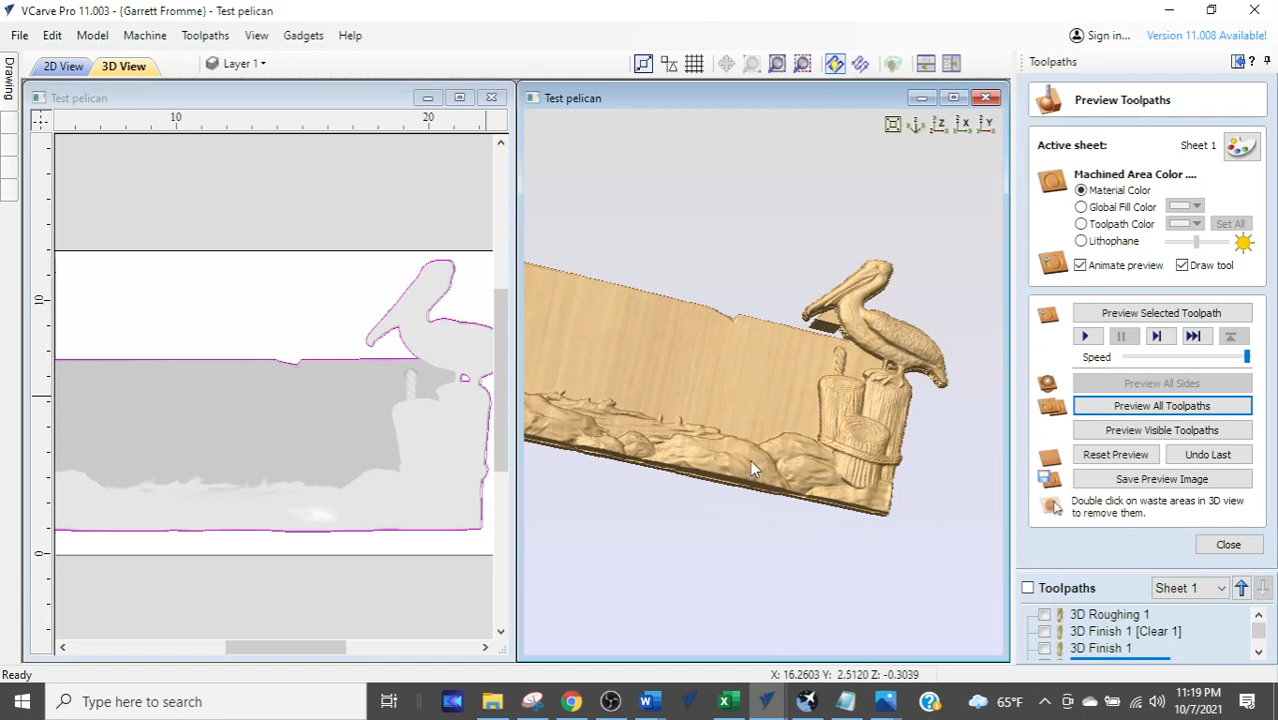 VCarve Pro 11.003 - {Garrett Fromme} - Test pelican
File Edit Model Machine Toolpaths View Gadgets Help
Sign in... Version 11.008 Available!
2D View 3D View Layer 1
Drawing
Toolpaths
Test pelican
10 20
10
0
Test pelican
Z X Y
Preview Toolpaths
Active sheet: Sheet 1
Machined Area Color ....
Material Color
Global Fill Color
Toolpath Color Set All
Lithophane
Animate preview Draw tool
Preview Selected Toolpath
Speed
Preview All Sides
Preview All Toolpaths
Preview Visible Toolpaths
Reset Preview Undo Last
Save Preview Image
Double click on waste areas in 3D view
to remove them.
Close
Toolpaths Sheet 1
3D Roughing 1
3D Finish 1 [Clear 1]
3D Finish 1
Ready X: 16.2603 Y: 2.5120 Z: -0.3039
Type here to search
65°F
11:19 PM
10/7/2021